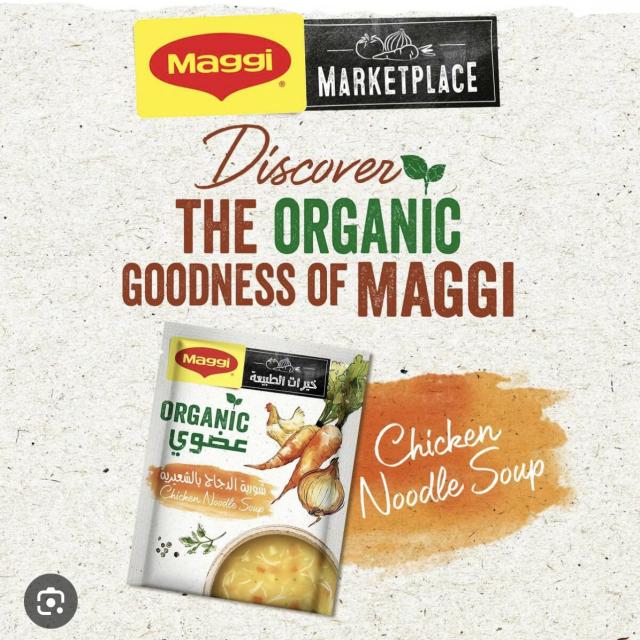 Maggi
MARKETPLACE
Discover
THE ORGANIC
GOODNESS OF MAGGI
Maggi
خيرات الطبيعة
ORGANIC
عضوي
شوربة الدجاج بالشعيرية
Chicken Noodle Soup
Chicken
Noodle Soup